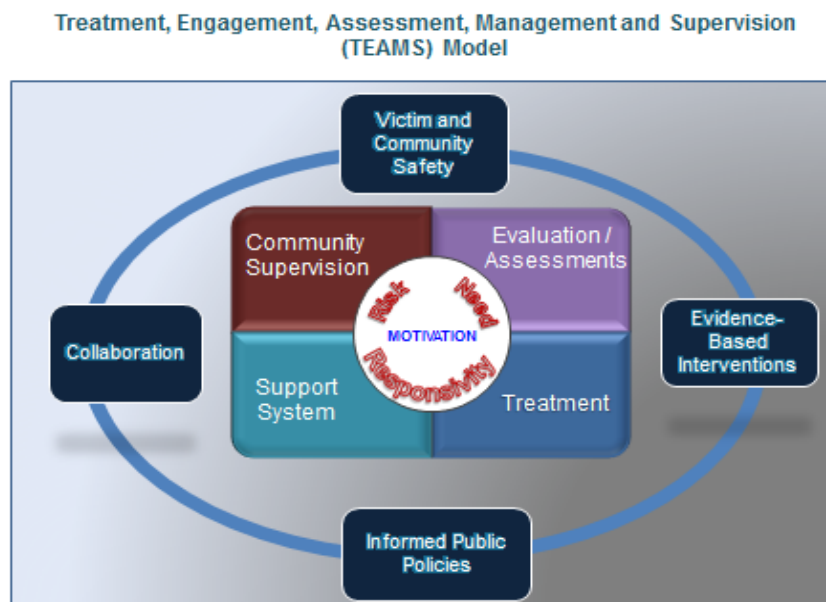 Treatment, Engagement, Assessment, Management and Supervision
(TEAMS) Model
Victim and
Community
Safety
Community
Supervision
Evaluation /
Assessments
Risk
Need
MOTIVATION
Responsivity
Collaboration
Evidence-
Based
Interventions
Support
System
Treatment
Informed Public
Policies